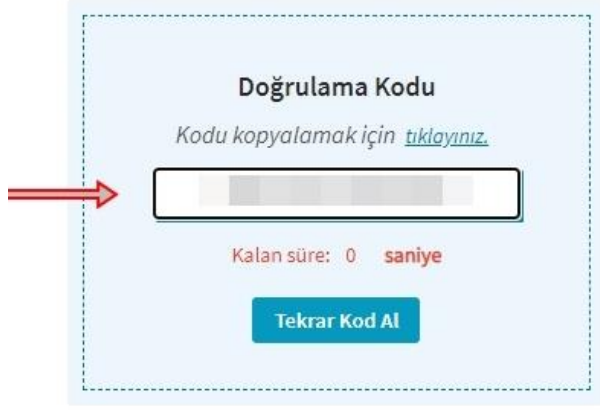 Doğrulama Kodu
Kodu kopyalamak için tıklayınız.
Kalan süre: 0 saniye
Tekrar Kod Al